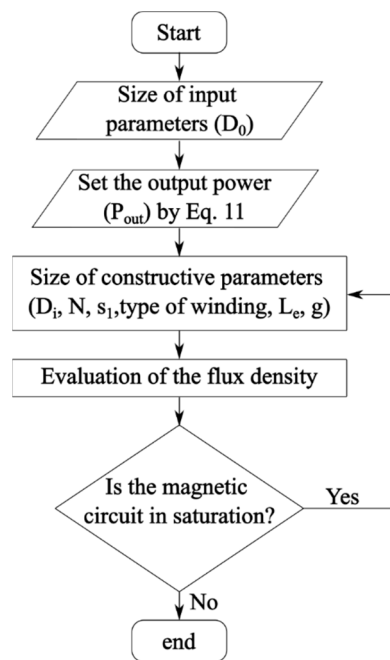 Start
Size of input
parameters (D₀)
Set the output power
(Pout) by Eq. 11
Size of constructive parameters
(Di, N, s₁,type of winding, Le, g)
Evaluation of the flux density
Is the magnetic
circuit in saturation?
Yes
No
end